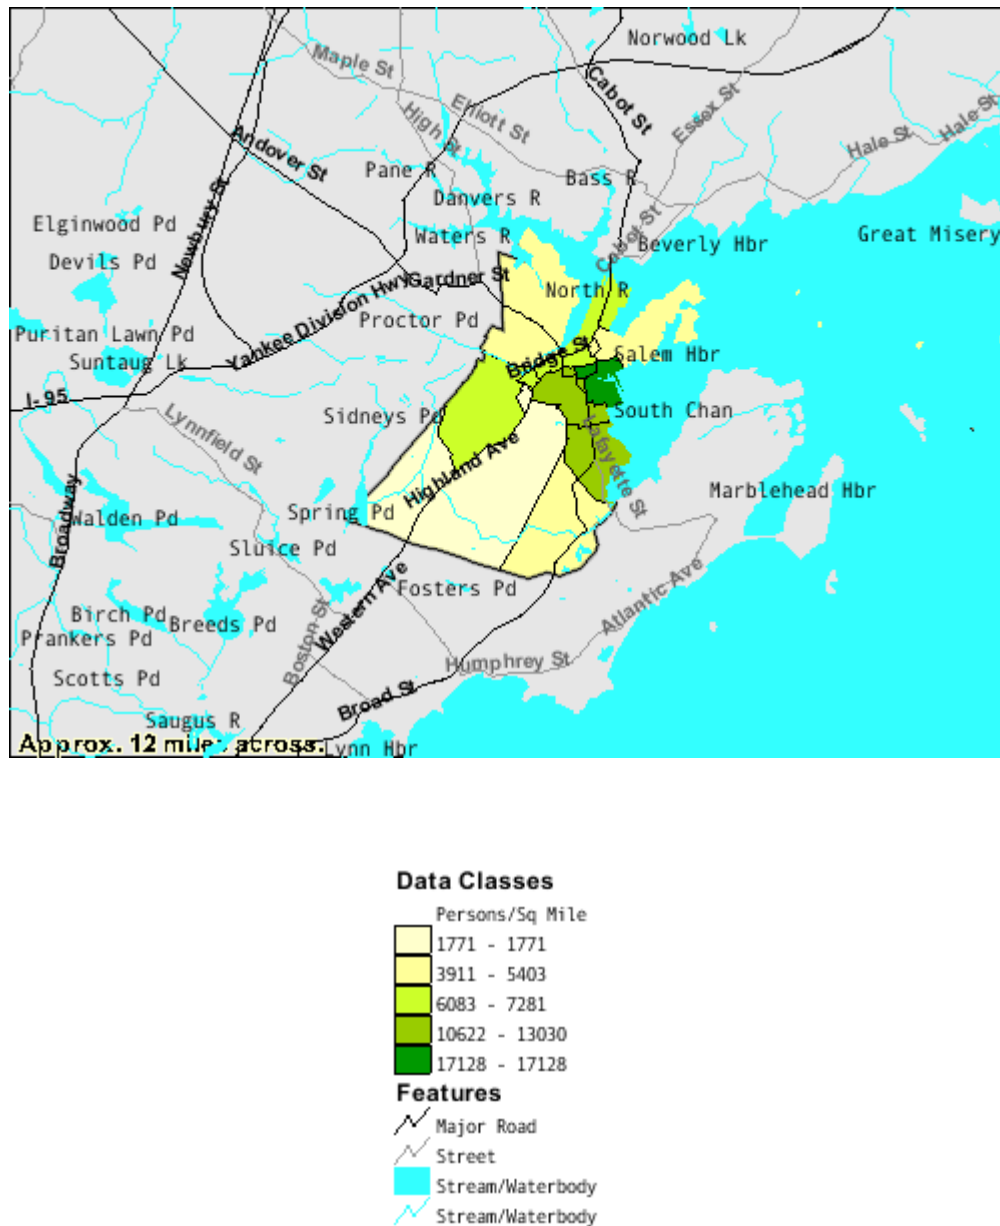 Norwood Lk
Maple St
Cabot St
Elliott St
Essex St
High St
Hale St
Hale St
Andover St
Pane R
Bass R
Danvers R
Newbury St
Elginwood Pd
Waters R
Cabot St
Beverly Hbr
Great Misery
Devils Pd
Gardner St
North R
Yankee Division Hwy
Proctor Pd
Puritan Lawn Pd
Bridge St
Salem Hbr
Suntaug Lk
I-95
Lynnfield St
Sidneys Pd
South Chan
Lafayette St
Highland Ave
Broadway
Walden Pd
Spring Pd
Marblehead Hbr
Sluice Pd
Western Ave
Fosters Pd
Atlantic Ave
Birch Pd
Breeds Pd
Boston St
Prankers Pd
Humphrey St
Scotts Pd
Broad St
Saugus R
Approx. 12 miles across.
Lynn Hbr
Data Classes
Persons/Sq Mile
1771 - 1771
3911 - 5403
6083 - 7281
10622 - 13030
17128 - 17128
Features
Major Road
Street
Stream/Waterbody
Stream/Waterbody